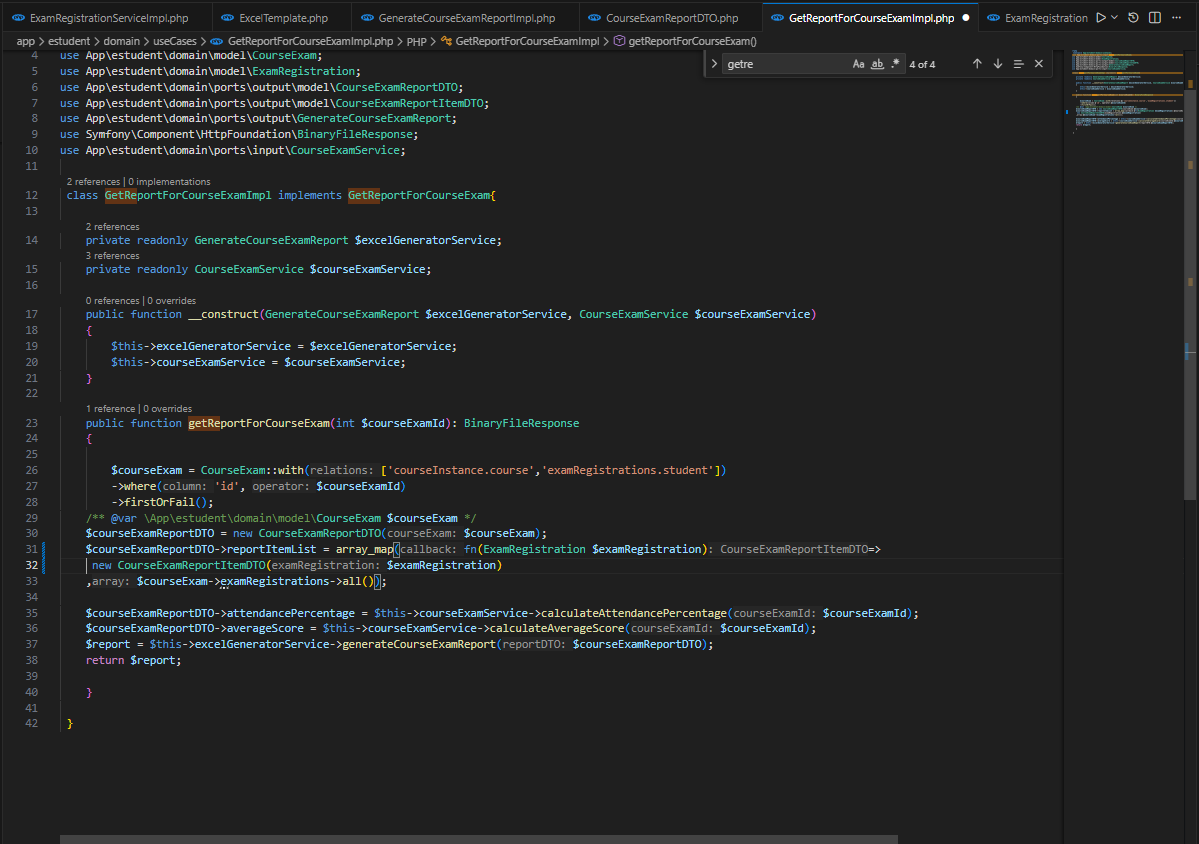 ExamRegistrationServiceImpl.php ExcelTemplate.php GenerateCourseExamReportImpl.php CourseExamReportDTO.php GetReportForCourseExamImpl.php ExamRegistration
app > estudent > domain > useCases > GetReportForCourseExamImpl.php > PHP > GetReportForCourseExamImpl > getReportForCourseExam()
getre Aa ab .* 4 of 4
4 use App\estudent\domain\model\CourseExam;
5 use App\estudent\domain\model\ExamRegistration;
6 use App\estudent\domain\ports\output\model\CourseExamReportDTO;
7 use App\estudent\domain\ports\output\model\CourseExamReportItemDTO;
8 use App\estudent\domain\ports\output\GenerateCourseExamReport;
9 use Symfony\Component\HttpFoundation\BinaryFileResponse;
10 use App\estudent\domain\ports\input\CourseExamService;
11
2 references | 0 implementations
12 class GetReportForCourseExamImpl implements GetReportForCourseExam{
13
2 references
14 private readonly GenerateCourseExamReport $excelGeneratorService;
3 references
15 private readonly CourseExamService $courseExamService;
16
0 references | 0 overrides
17 public function __construct(GenerateCourseExamReport $excelGeneratorService, CourseExamService $courseExamService)
18 {
19 $this->excelGeneratorService = $excelGeneratorService;
20 $this->courseExamService = $courseExamService;
21 }
22
1 reference | 0 overrides
23 public function getReportForCourseExam(int $courseExamId): BinaryFileResponse
24 {
25
26 $courseExam = CourseExam::with(relations: ['courseInstance.course','examRegistrations.student'])
27 ->where(column: 'id', operator: $courseExamId)
28 ->firstOrFail();
29 /** @var \App\estudent\domain\model\CourseExam $courseExam */
30 $courseExamReportDTO = new CourseExamReportDTO(courseExam: $courseExam);
31 $courseExamReportDTO->reportItemList = array_map(callback: fn(ExamRegistration $examRegistration): CourseExamReportItemDTO=>
32 new CourseExamReportItemDTO(examRegistration: $examRegistration)
33 ,array: $courseExam->examRegistrations->all());
34
35 $courseExamReportDTO->attendancePercentage = $this->courseExamService->calculateAttendancePercentage(courseExamId: $courseExamId);
36 $courseExamReportDTO->averageScore = $this->courseExamService->calculateAverageScore(courseExamId: $courseExamId);
37 $report = $this->excelGeneratorService->generateCourseExamReport(reportDTO: $courseExamReportDTO);
38 return $report;
39
40 }
41
42 }